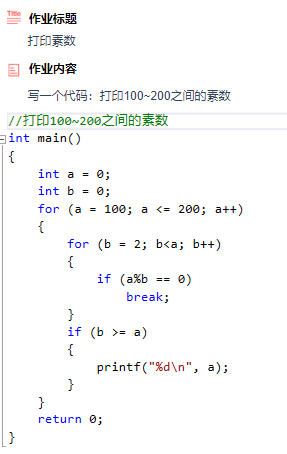 Title
作业标题
打印素数
作业内容
写一个代码：打印100~200之间的素数
//打印100~200之间的素数
int main()
{
    int a = 0;
    int b = 0;
    for (a = 100; a <= 200; a++)
    {
        for (b = 2; b<a; b++)
        {
            if (a%b == 0)
                break;
        }
        if (b >= a)
        {
            printf("%d\n", a);
        }
    }
    return 0;
}